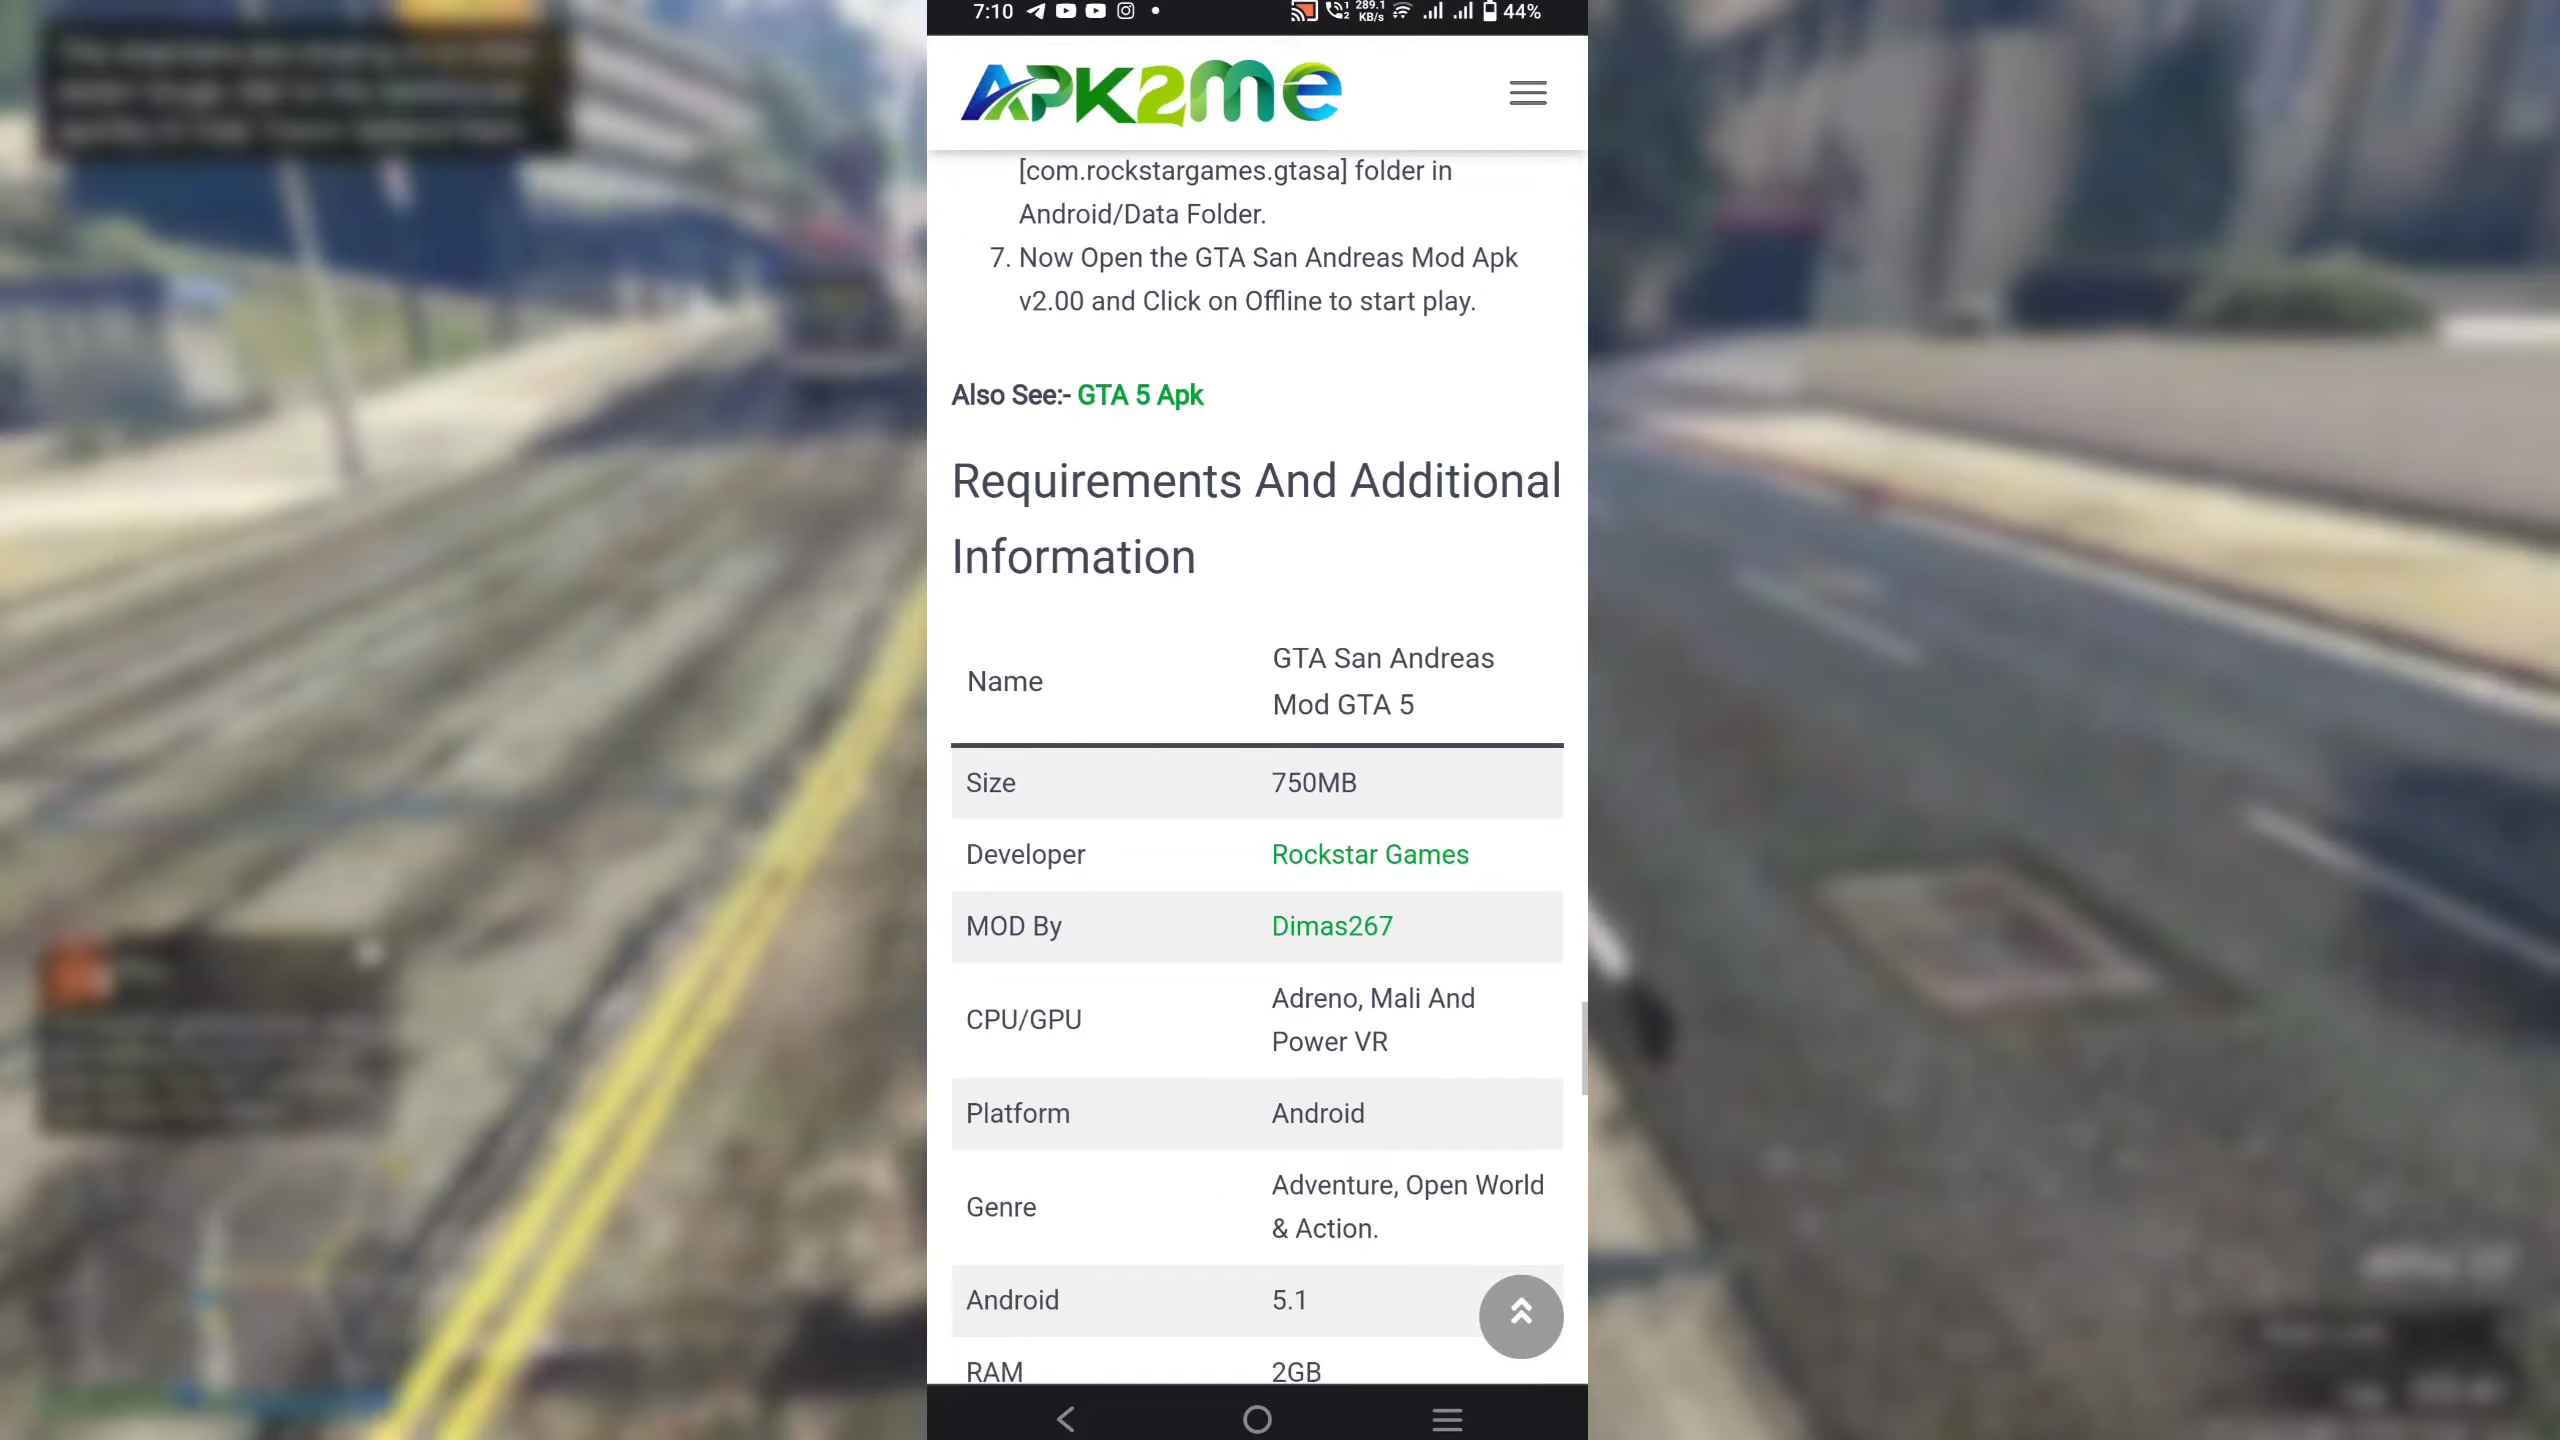 7:10
289.1
KB/s
44%
APK2me
[com.rockstargames.gtasa] folder in
Android/Data Folder.
7. Now Open the GTA San Andreas Mod Apk
v2.00 and Click on Offline to start play.
Also See:- GTA 5 Apk
Requirements And Additional
Information
Name GTA San Andreas
Mod GTA 5
Size 750MB
Developer Rockstar Games
MOD By Dimas267
CPU/GPU Adreno, Mali And
Power VR
Platform Android
Genre Adventure, Open World
& Action.
Android 5.1
RAM 2GB